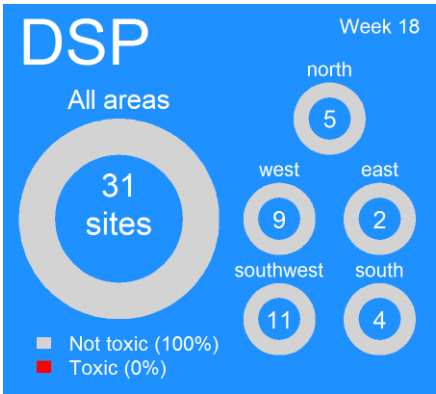 DSP
Week 18
All areas
31
sites
north
5
west
east
9
2
southwest
south
11
4
Not toxic (100%)
Toxic (0%)